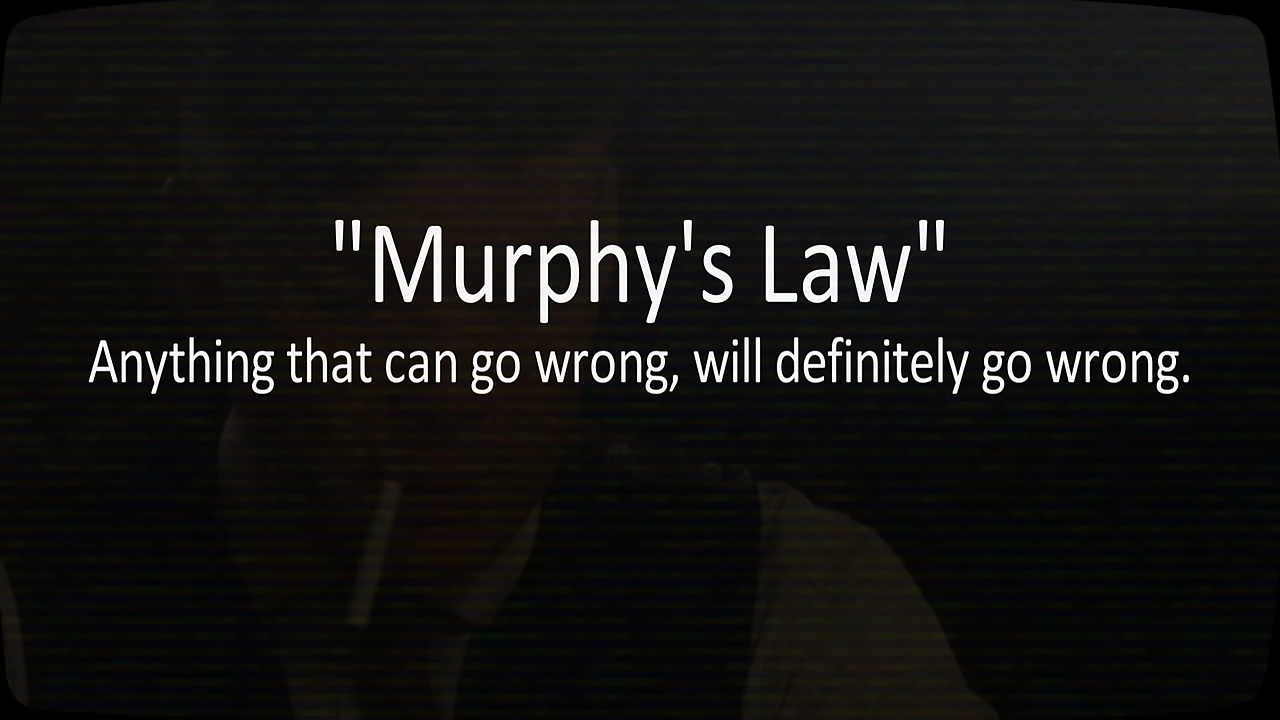 "Murphy's Law"
Anything that can go wrong, will definitely go wrong.